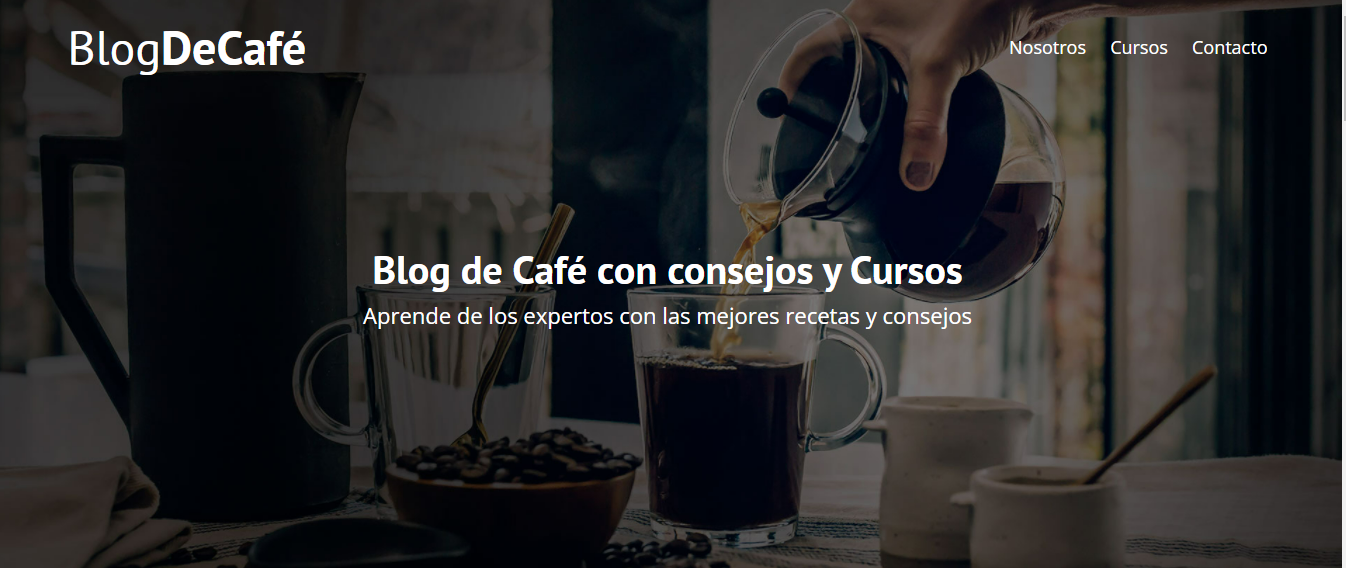 BlogDeCafé
Nosotros Cursos Contacto
Blog de Café con consejos y Cursos
Aprende de los expertos con las mejores recetas y consejos